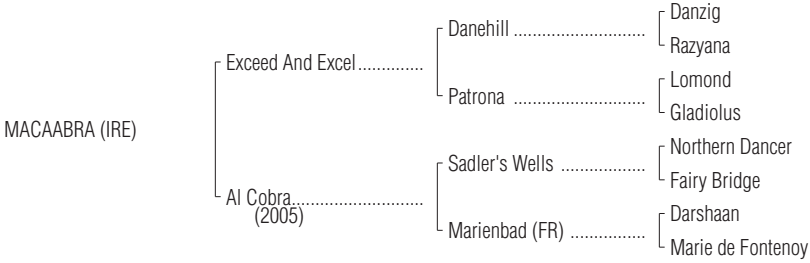 Danzig
Danehill ............................
Razyana
Exceed And Excel..............
Lomond
Patrona ............................
Gladiolus
MACAABRA (IRE)
Northern Dancer
Sadler's Wells ..................
Fairy Bridge
Al Cobra............................
(2005)
Darshaan
Marienbad (FR) ................
Marie de Fontenoy